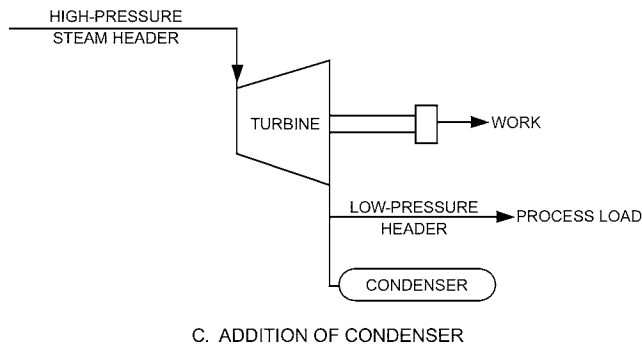 HIGH-PRESSURE
STEAM HEADER
TURBINE
WORK
LOW-PRESSURE
HEADER
PROCESS LOAD
CONDENSER
C. ADDITION OF CONDENSER